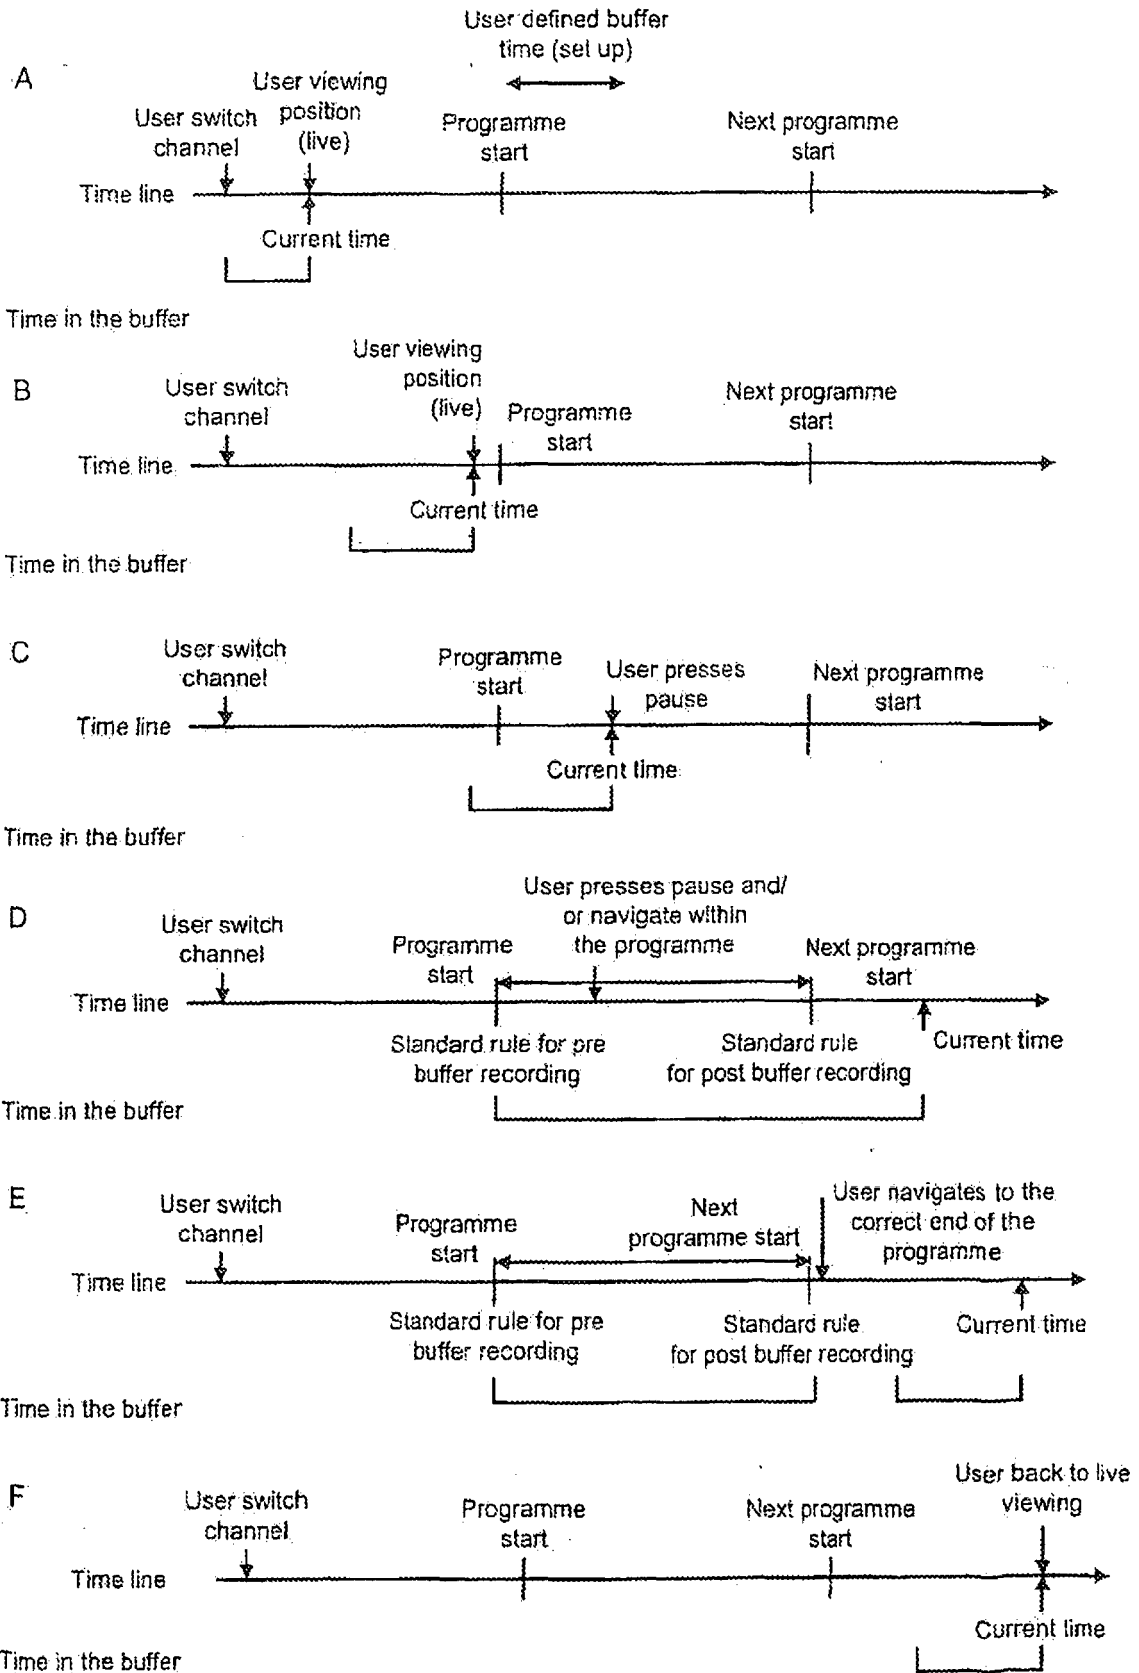 User defined buffer
time (set up)
A
User viewing
position
(live)
User switch
channel
Programme
start
Next programme
start
Time line
Current time
Time in the buffer
B
User viewing
position
(live)
User switch
channel
Programme
start
Next programme
start
Time line
Current time
Time in the buffer
C
User switch
channel
Programme
start
User presses
pause
Next programme
start
Time line
Current time
Time in the buffer
D
User presses pause and/
or navigate within
the programme
User switch
channel
Programme
start
Next programme
start
Time line
Standard rule for pre
buffer recording
Standard rule
for post buffer recording
Current time
Time in the buffer
E
User switch
channel
Programme
start
Next
programme start
User navigates to the
correct end of the
programme
Time line
Standard rule for pre
buffer recording
Standard rule
for post buffer recording
Current time
Time in the buffer
F
User switch
channel
Programme
start
Next programme
start
User back to live
viewing
Time line
Current time
Time in the buffer